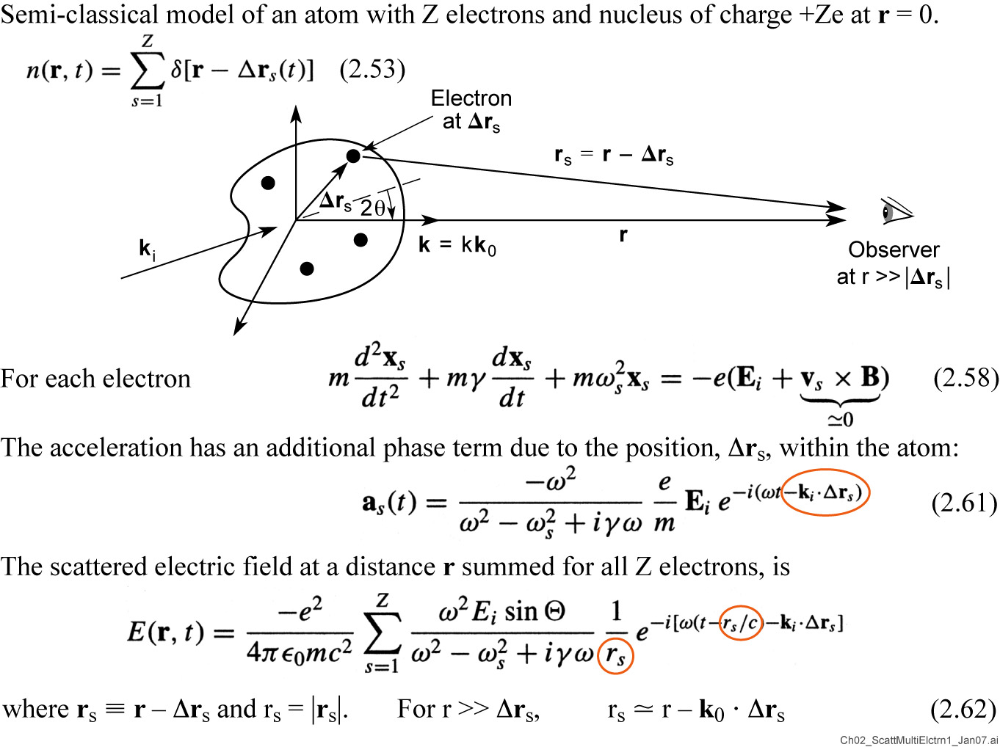 Semi-classical model of an atom with Z electrons and nucleus of charge +Ze at r = 0.
n(r, t) = Σ_{s=1}^{Z} δ[r − Δr_s(t)]   (2.53)
Electron
at Δr_s
r_s = r − Δr_s
Δr_s
2θ
k_i
k = kk_0
r
Observer
at r >> |Δr_s|
For each electron   m d²x_s/dt² + mγ dx_s/dt + mω_s² x_s = −e(E_i + v_s × B)   (2.58)
≃0
The acceleration has an additional phase term due to the position, Δr_s, within the atom:
a_s(t) = −ω² / (ω² − ω_s² + iγω) e/m E_i e^{−i(ωt−k_i·Δr_s)}   (2.61)
The scattered electric field at a distance r summed for all Z electrons, is
E(r, t) = −e² / (4πϵ_0mc²) Σ_{s=1}^{Z} ω² E_i sin Θ / (ω² − ω_s² + iγω) 1/r_s e^{−i[ω(t−r_s/c)−k_i·Δr_s]}
where r_s ≡ r – Δr_s and r_s = |r_s|.   For r >> Δr_s,   r_s ≃ r – k_0 · Δr_s   (2.62)
Ch02_ScattMultiElctrn1_Jan07.ai